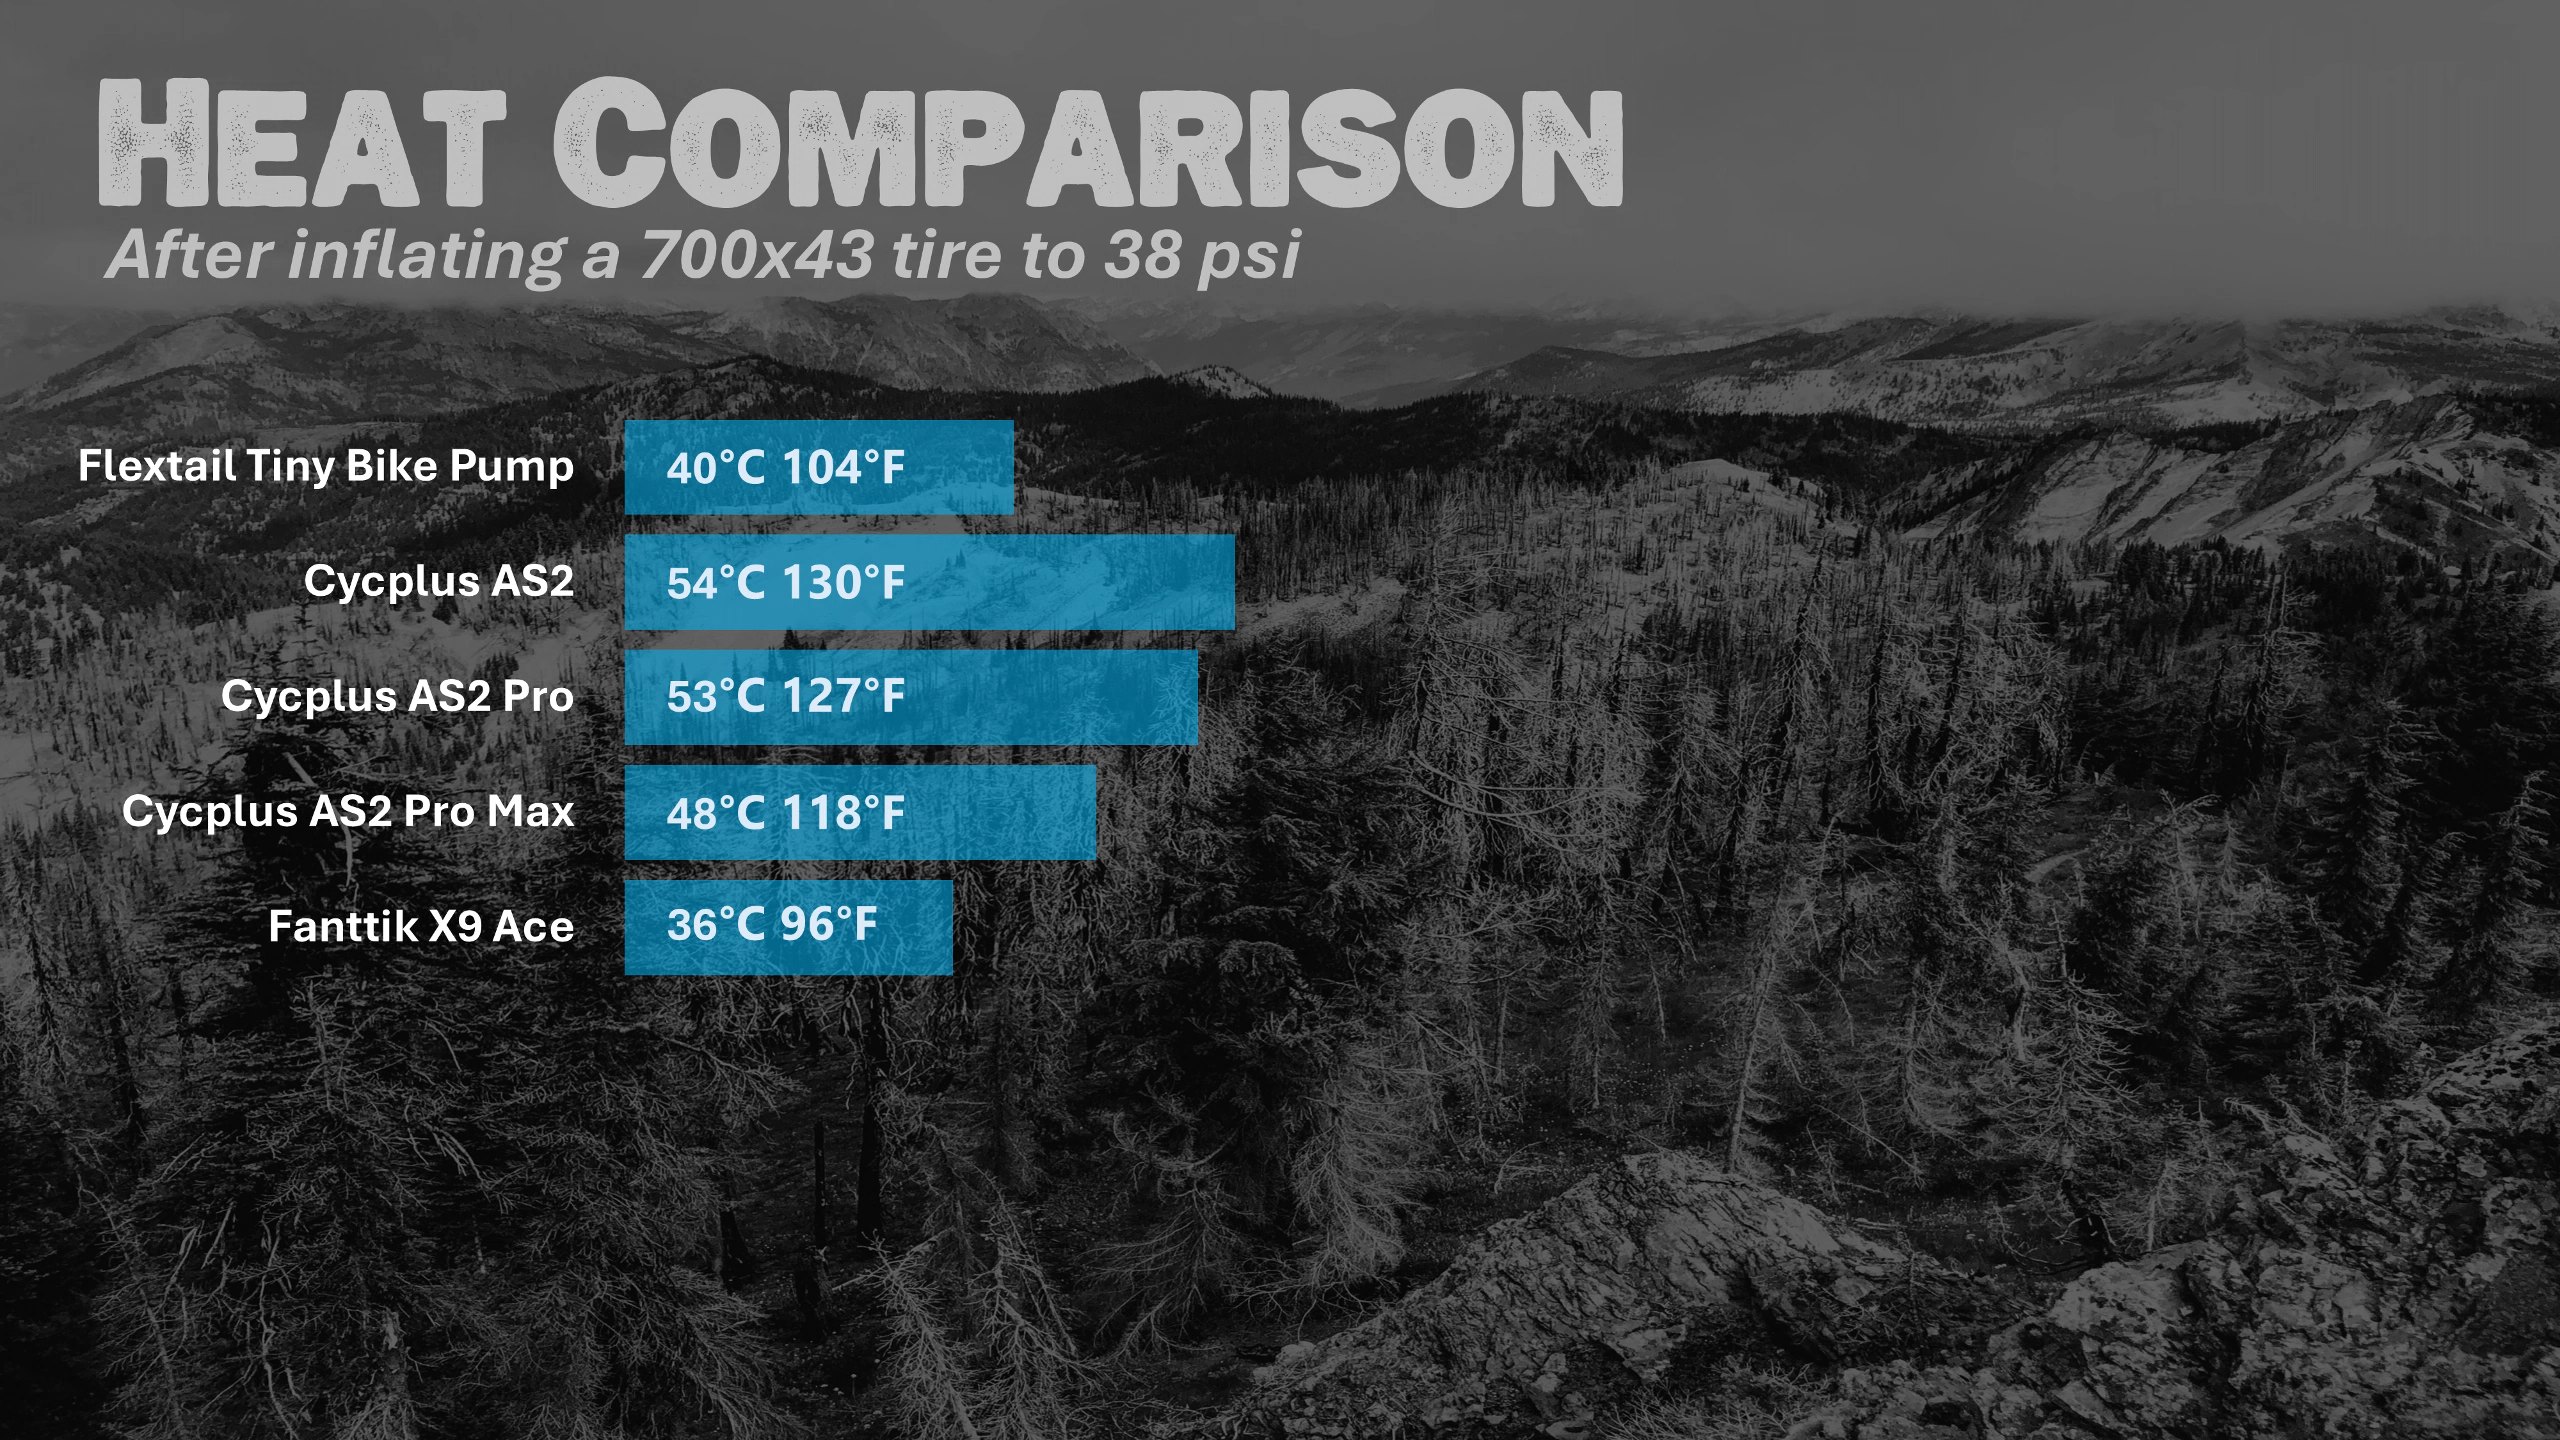 Heat Comparison
After inflating a 700x43 tire to 38 psi
Flextail Tiny Bike Pump 40°C 104°F
Cycplus AS2 54°C 130°F
Cycplus AS2 Pro 53°C 127°F
Cycplus AS2 Pro Max 48°C 118°F
Fanttik X9 Ace 36°C 96°F